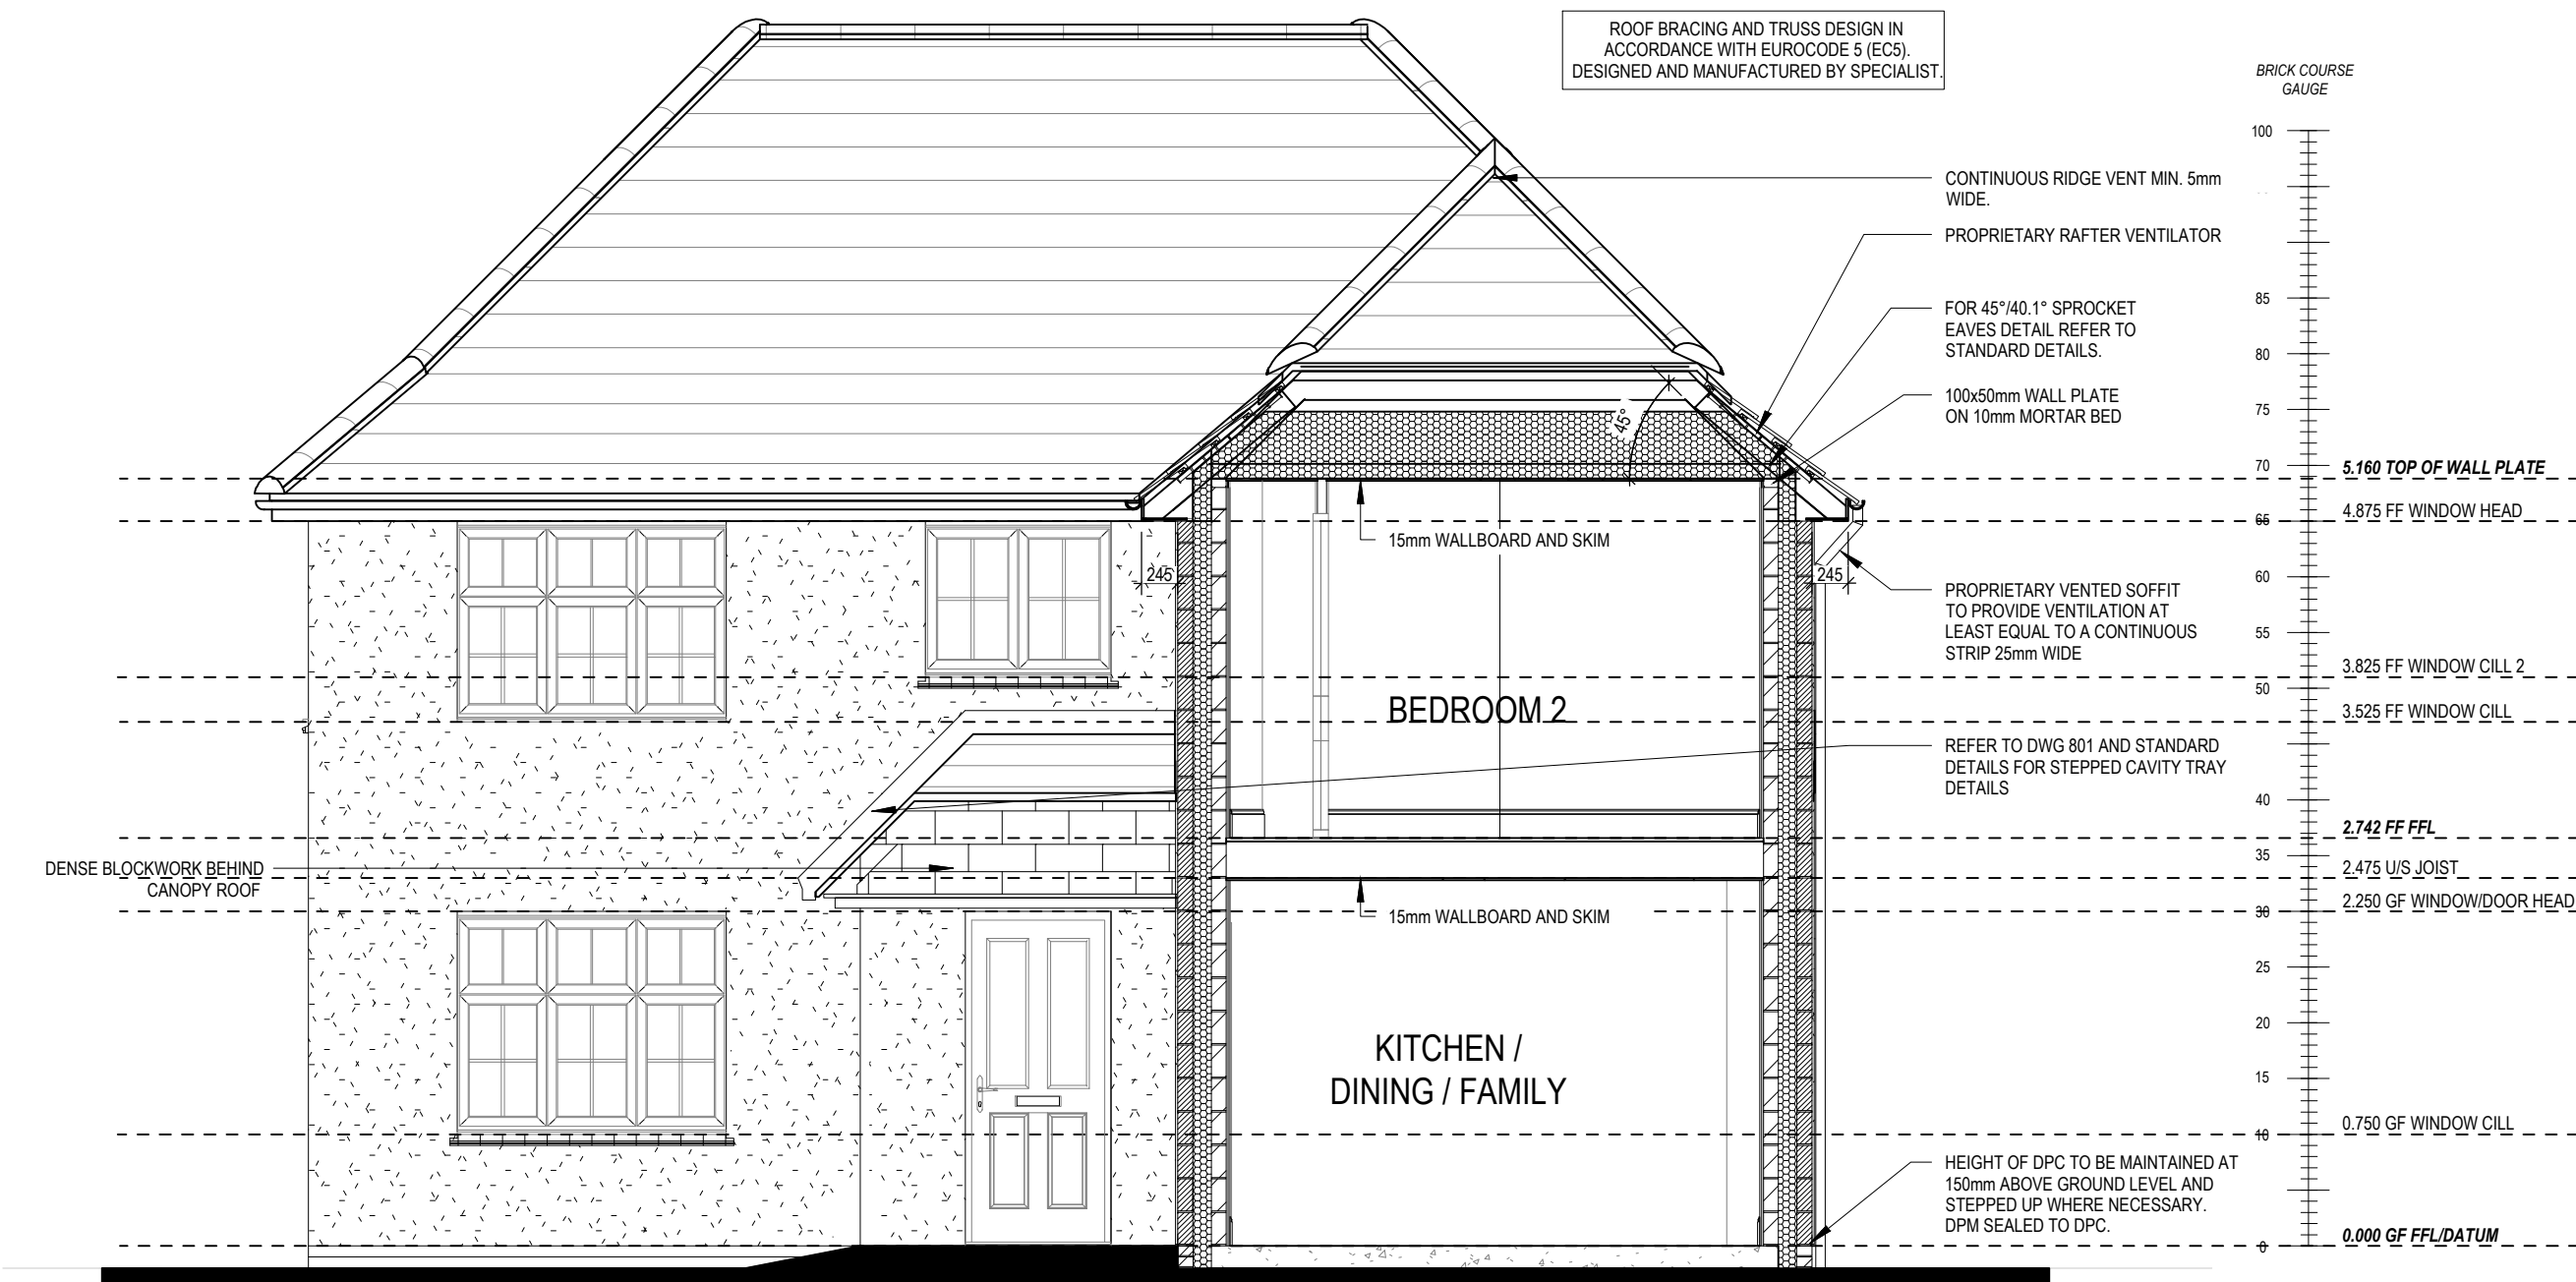 ROOF BRACING AND TRUSS DESIGN IN
ACCORDANCE WITH EUROCODE 5 (EC5).
DESIGNED AND MANUFACTURED BY SPECIALIST.
BRICK COURSE
GAUGE
100
85
80
75
70
65
60
55
50
40
35
30
25
20
15
10
0
CONTINUOUS RIDGE VENT MIN. 5mm
WIDE.
PROPRIETARY RAFTER VENTILATOR
FOR 45°/40.1° SPROCKET
EAVES DETAIL REFER TO
STANDARD DETAILS.
100x50mm WALL PLATE
ON 10mm MORTAR BED
45°
5.160 TOP OF WALL PLATE
4.875 FF WINDOW HEAD
15mm WALLBOARD AND SKIM
245
245
PROPRIETARY VENTED SOFFIT
TO PROVIDE VENTILATION AT
LEAST EQUAL TO A CONTINUOUS
STRIP 25mm WIDE
3.825 FF WINDOW CILL 2
BEDROOM 2
3.525 FF WINDOW CILL
REFER TO DWG 801 AND STANDARD
DETAILS FOR STEPPED CAVITY TRAY
DETAILS
2.742 FF FFL
DENSE BLOCKWORK BEHIND
CANOPY ROOF
2.475 U/S JOIST
2.250 GF WINDOW/DOOR HEAD
15mm WALLBOARD AND SKIM
KITCHEN /
DINING / FAMILY
0.750 GF WINDOW CILL
HEIGHT OF DPC TO BE MAINTAINED AT
150mm ABOVE GROUND LEVEL AND
STEPPED UP WHERE NECESSARY.
DPM SEALED TO DPC.
0.000 GF FFL/DATUM